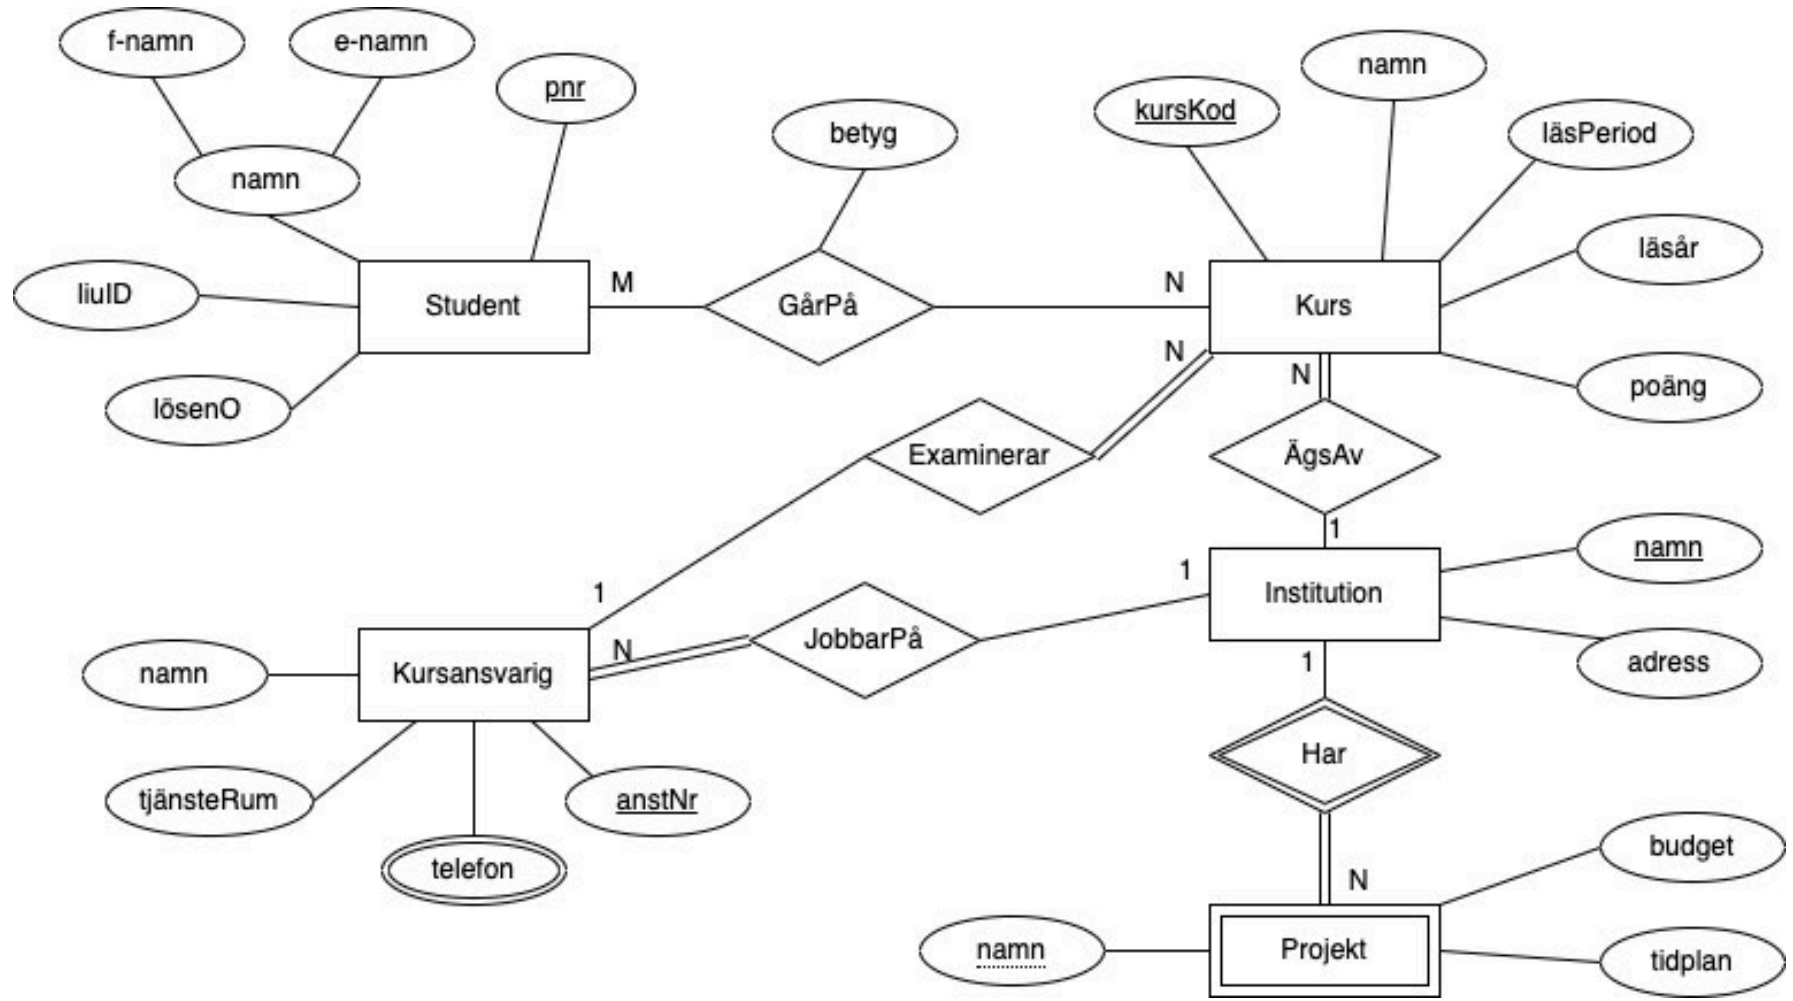 f-namn
e-namn
pnr
namn
liuID
lösenO
Student
M
betyg
GårPå
N
kursKod
namn
läsPeriod
läsår
poäng
Kurs
N
N
Examinerar
1
ÄgsAv
1
Institution
namn
adress
1
JobbarPå
N
Kursansvarig
namn
tjänsteRum
telefon
anstNr
1
Har
N
Projekt
namn
budget
tidplan